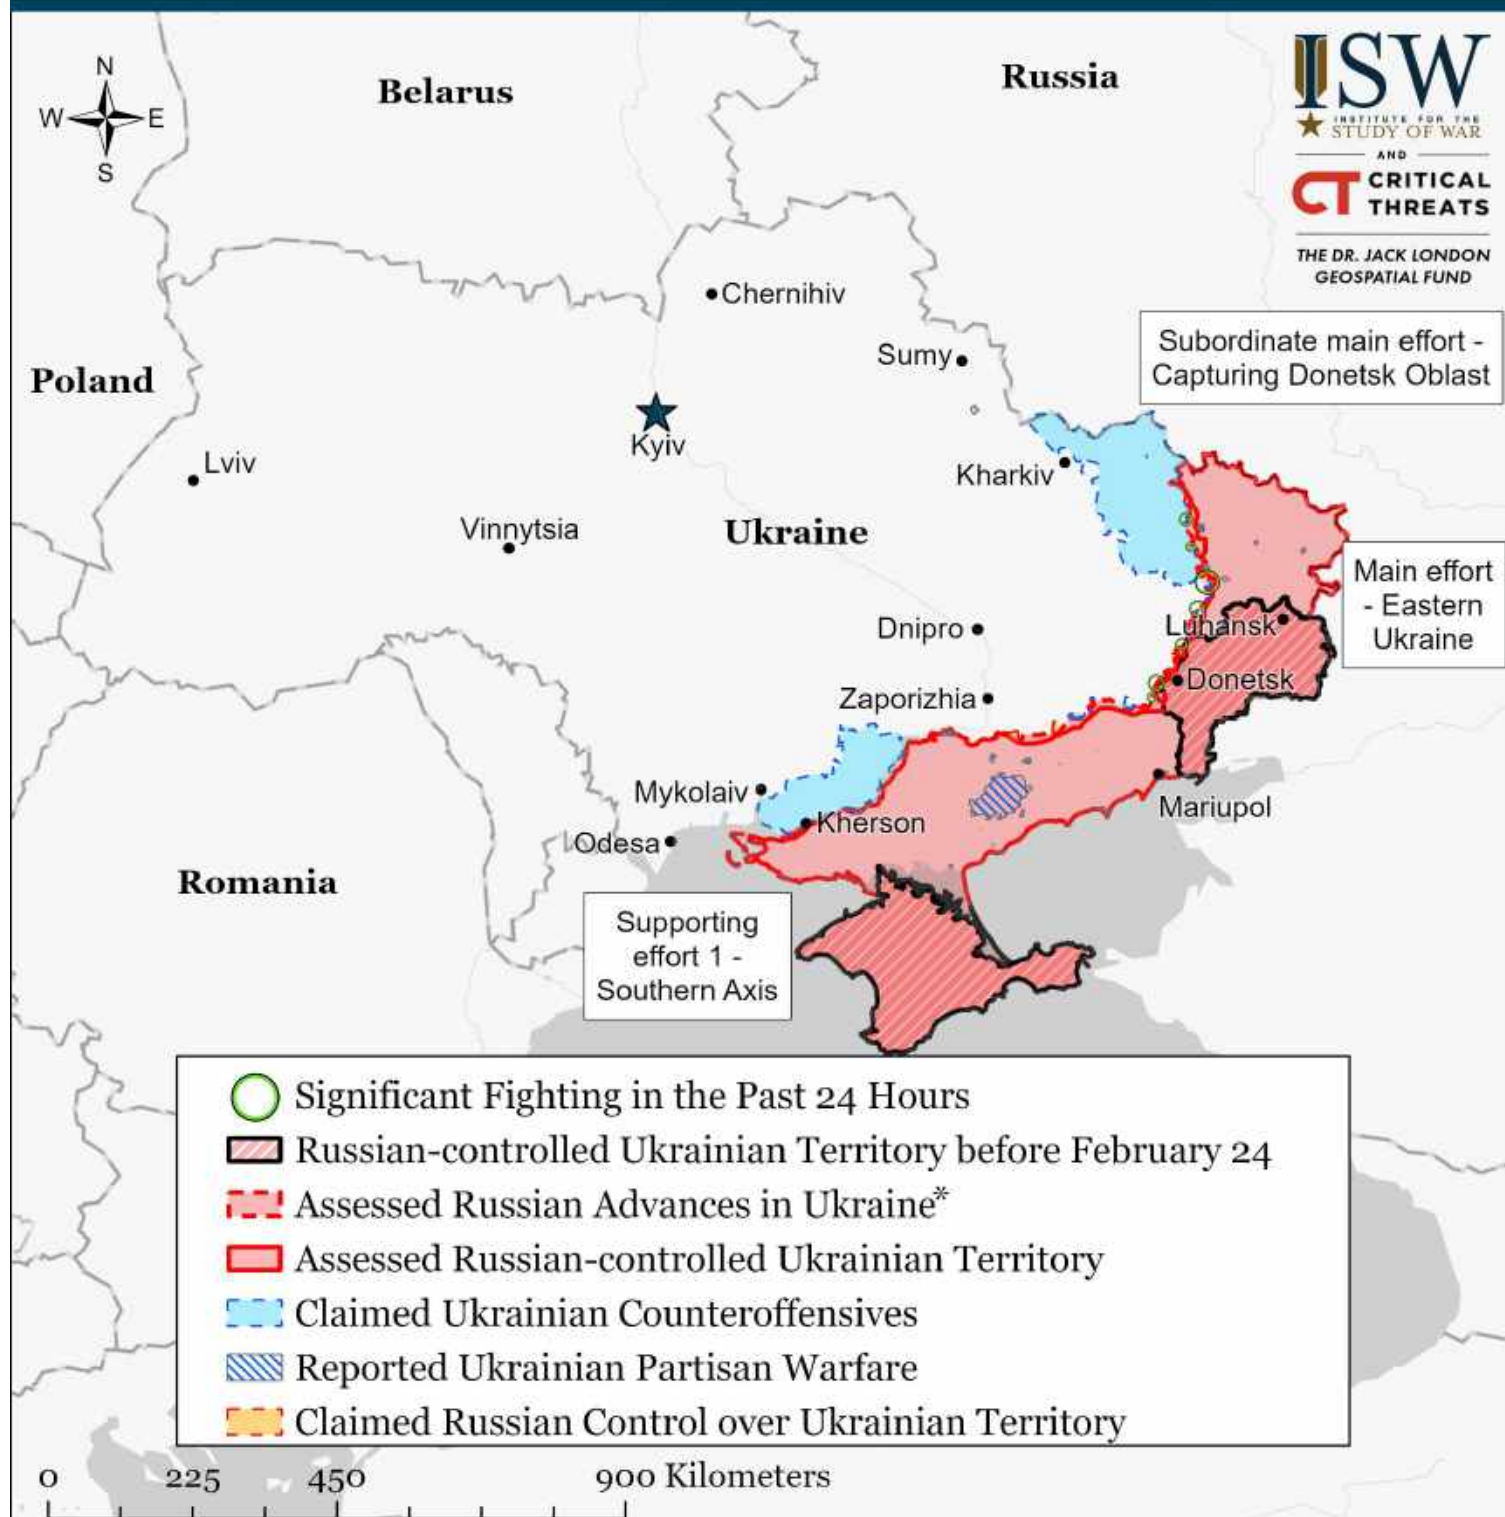 N
W
E
S
Belarus
Russia
ISW
INSTITUTE FOR THE
STUDY OF WAR
AND
CT CRITICAL
THREATS
THE DR. JACK LONDON
GEOSPATIAL FUND
Chernihiv
Sumy
Subordinate main effort -
Capturing Donetsk Oblast
Poland
Kyiv
Lviv
Kharkiv
Vinnytsia
Ukraine
Main effort
- Eastern
Ukraine
Dnipro
Luhansk
Donetsk
Zaporizhia
Mykolaiv
Mariupol
Kherson
Odesa
Romania
Supporting
effort 1 -
Southern Axis
Significant Fighting in the Past 24 Hours
Russian-controlled Ukrainian Territory before February 24
Assessed Russian Advances in Ukraine*
Assessed Russian-controlled Ukrainian Territory
Claimed Ukrainian Counteroffensives
Reported Ukrainian Partisan Warfare
Claimed Russian Control over Ukrainian Territory
0 225 450 900 Kilometers